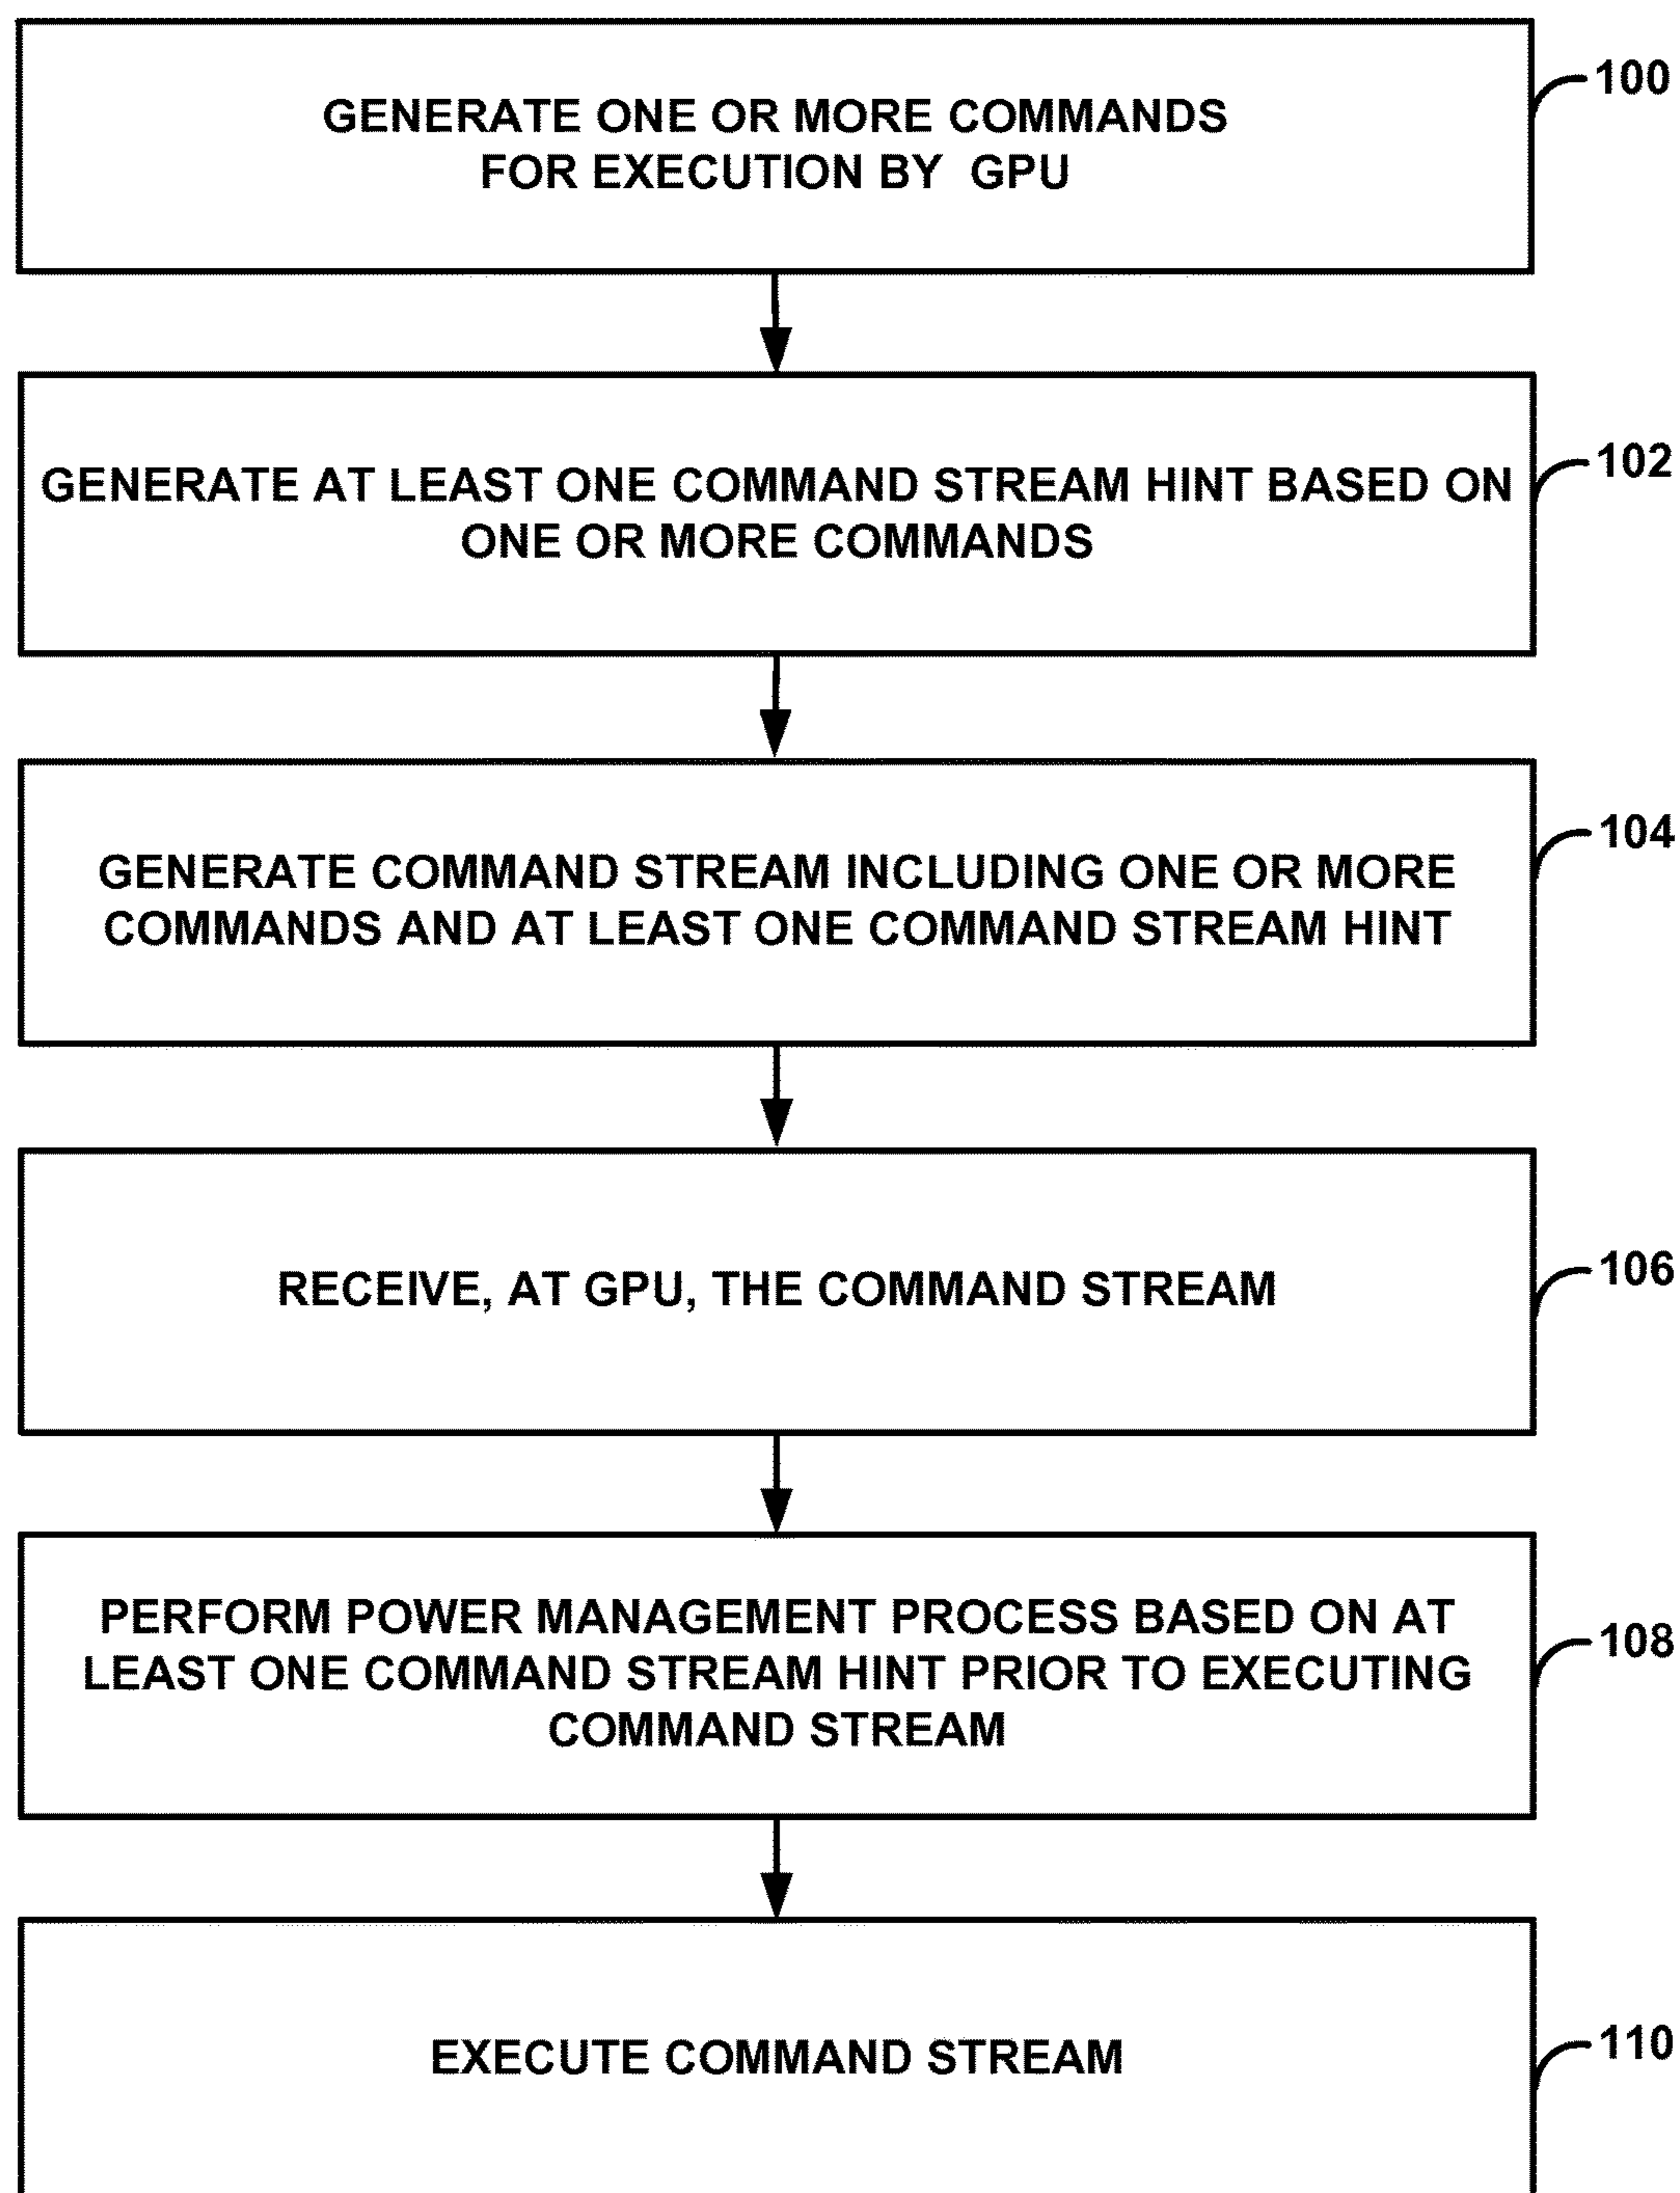 GENERATE ONE OR MORE COMMANDS
FOR EXECUTION BY GPU
100
GENERATE AT LEAST ONE COMMAND STREAM HINT BASED ON
ONE OR MORE COMMANDS
102
GENERATE COMMAND STREAM INCLUDING ONE OR MORE
COMMANDS AND AT LEAST ONE COMMAND STREAM HINT
104
RECEIVE, AT GPU, THE COMMAND STREAM
106
PERFORM POWER MANAGEMENT PROCESS BASED ON AT
LEAST ONE COMMAND STREAM HINT PRIOR TO EXECUTING
COMMAND STREAM
108
EXECUTE COMMAND STREAM
110